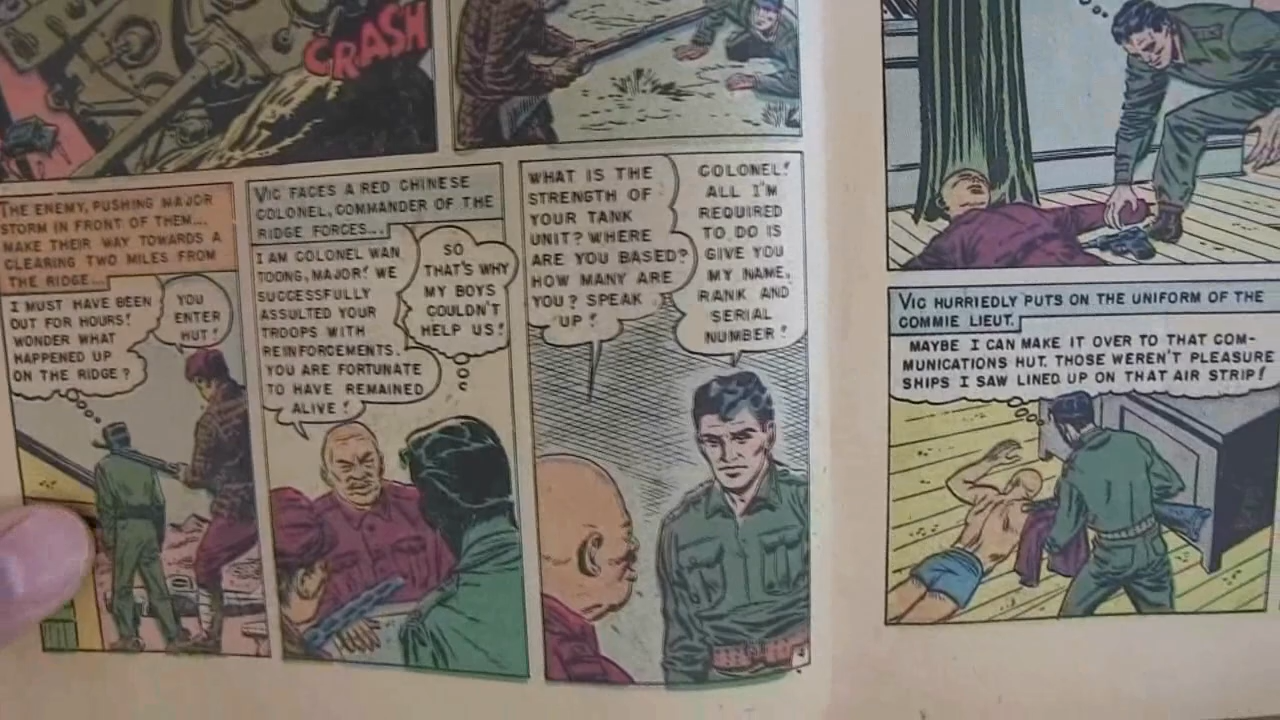 CRASH
THE ENEMY, PUSHING MAJOR
STORM IN FRONT OF THEM...
MAKE THEIR WAY TOWARDS A
CLEARING TWO MILES FROM
THE RIDGE...
I MUST HAVE BEEN
OUT FOR HOURS!
WONDER WHAT
HAPPENED UP
ON THE RIDGE?
YOU
ENTER
HUT!
VIC FACES A RED CHINESE
COLONEL, COMMANDER OF THE
RIDGE FORCES...
I AM COLONEL WAN
TOONG, MAJOR! WE
SUCCESSFULLY
ASSULTED YOUR
TROOPS WITH
REINFORCEMENTS.
YOU ARE FORTUNATE
TO HAVE REMAINED
ALIVE!
SO
THAT'S WHY
MY BOYS
COULDN'T
HELP US!
WHAT IS THE
STRENGTH OF
YOUR TANK
UNIT? WHERE
ARE YOU BASED?
HOW MANY ARE
YOU? SPEAK
UP!
COLONEL!
ALL I'M
REQUIRED
TO DO IS
GIVE YOU
MY NAME,
RANK AND
SERIAL
NUMBER!
VIC HURRIEDLY PUTS ON THE UNIFORM OF THE
COMMIE LIEUT.
MAYBE I CAN MAKE IT OVER TO THAT COM-
MUNICATIONS HUT. THOSE WEREN'T PLEASURE
SHIPS I SAW LINED UP ON THAT AIR STRIP!